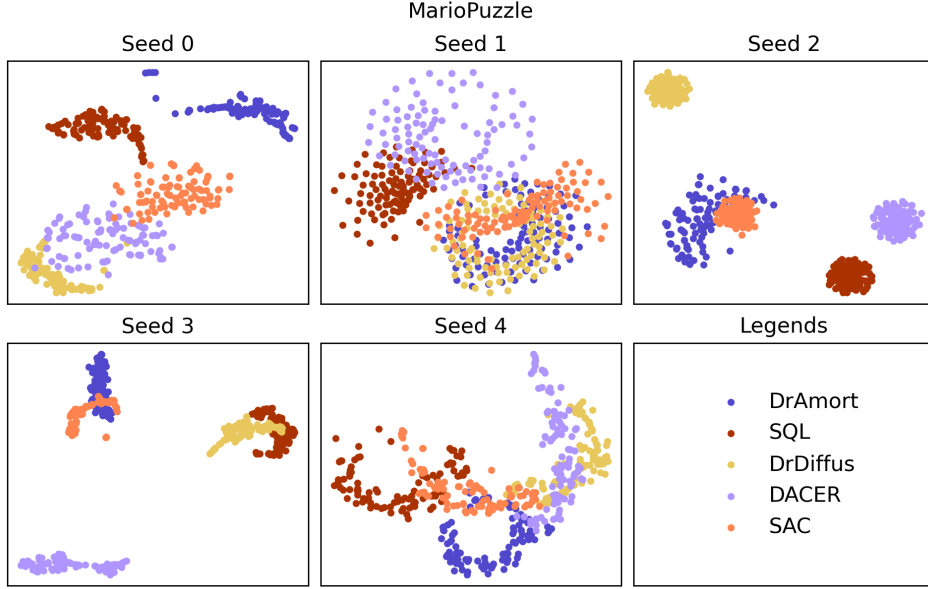 MarioPuzzle
Seed 0
Seed 1
Seed 2
Seed 3
Seed 4
Legends
DrAmort
SQL
DrDiffus
DACER
SAC